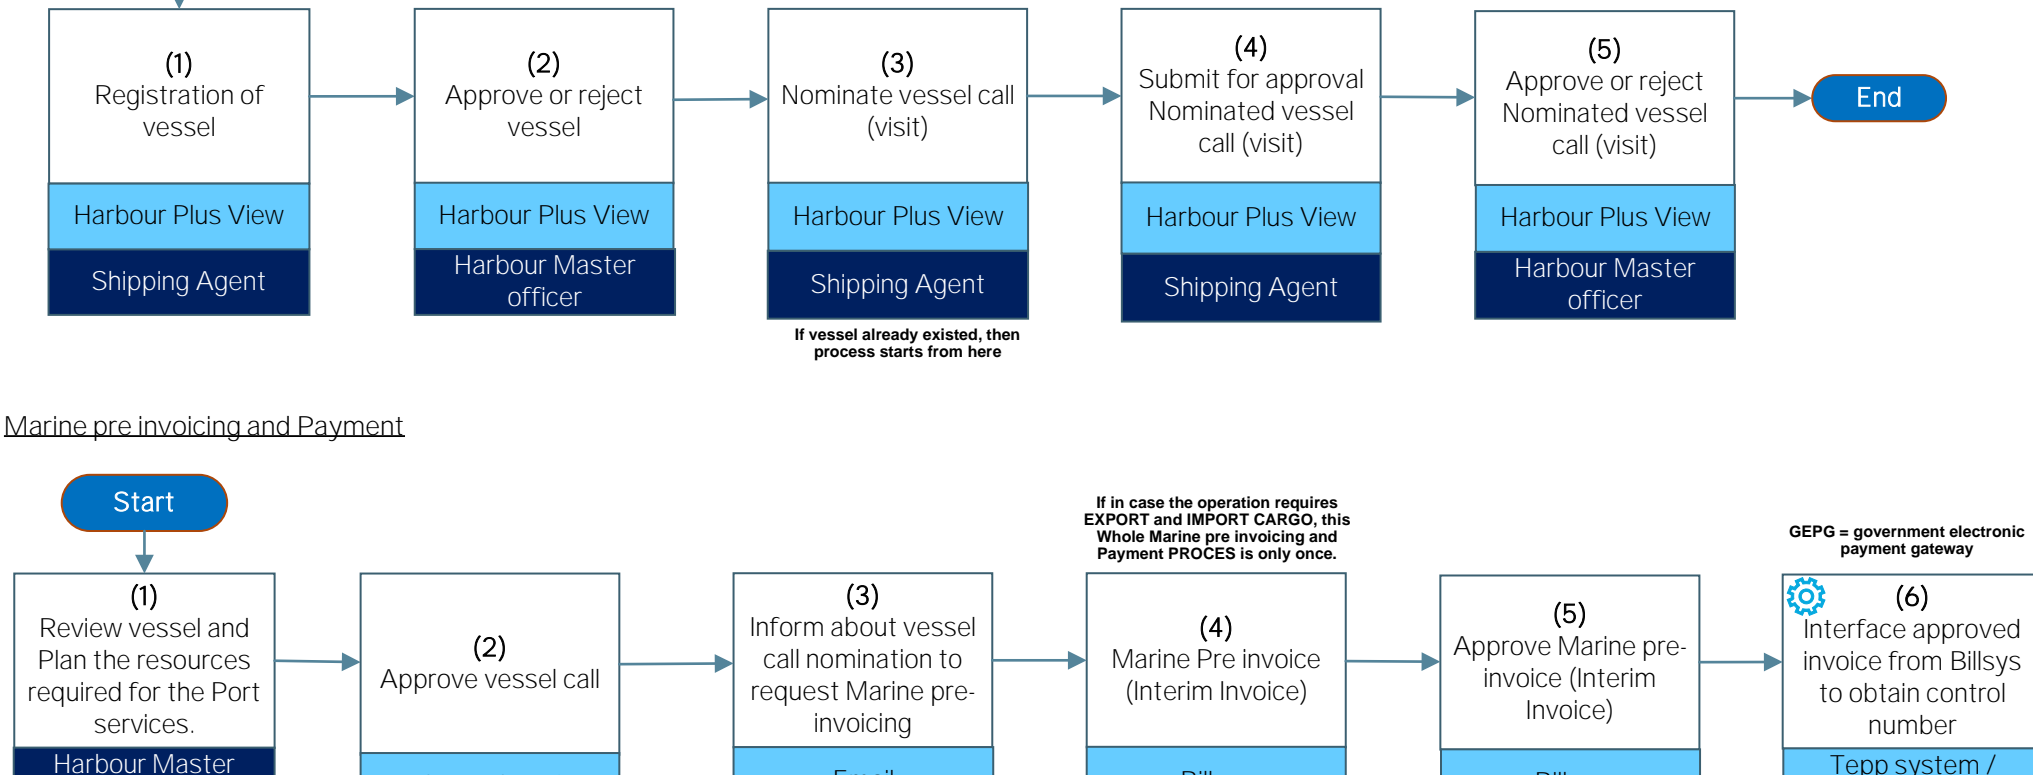 (1)
Registration of
vessel
Harbour Plus View
Shipping Agent
(2)
Approve or reject
vessel
Harbour Plus View
Harbour Master
officer
(3)
Nominate vessel call
(visit)
Harbour Plus View
Shipping Agent
If vessel already existed, then
process starts from here
(4)
Submit for approval
Nominated vessel
call (visit)
Harbour Plus View
Shipping Agent
(5)
Approve or reject
Nominated vessel
call (visit)
Harbour Plus View
Harbour Master
officer
End
Marine pre invoicing and Payment
Start
(1)
Review vessel and
Plan the resources
required for the Port
services.
Harbour Master
(2)
Approve vessel call
(3)
Inform about vessel
call nomination to
request Marine pre-
invoicing
Email
If in case the operation requires
EXPORT and IMPORT CARGO, this
Whole Marine pre invoicing and
Payment PROCES is only once.
(4)
Marine Pre invoice
(Interim Invoice)
(5)
Approve Marine pre-
invoice (Interim
Invoice)
GEPG = government electronic
payment gateway
(6)
Interface approved
invoice from Billsys
to obtain control
number
Tepp system /